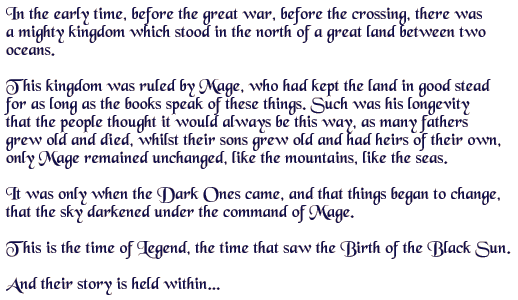 In the early time, before the great war, before the crossing, there was
a mighty kingdom which stood in the north of a great land between two
oceans.

This kingdom was ruled by Mage, who had kept the land in good stead
for as long as the books speak of these things. Such was his longevity
that the people thought it would always be this way, as many fathers
grew old and died, whilst their sons grew old and had heirs of their own,
only Mage remained unchanged, like the mountains, like the seas.

It was only when the Dark Ones came, and that things began to change,
that the sky darkened under the command of Mage.

This is the time of Legend, the time that saw the Birth of the Black Sun.

And their story is held within...